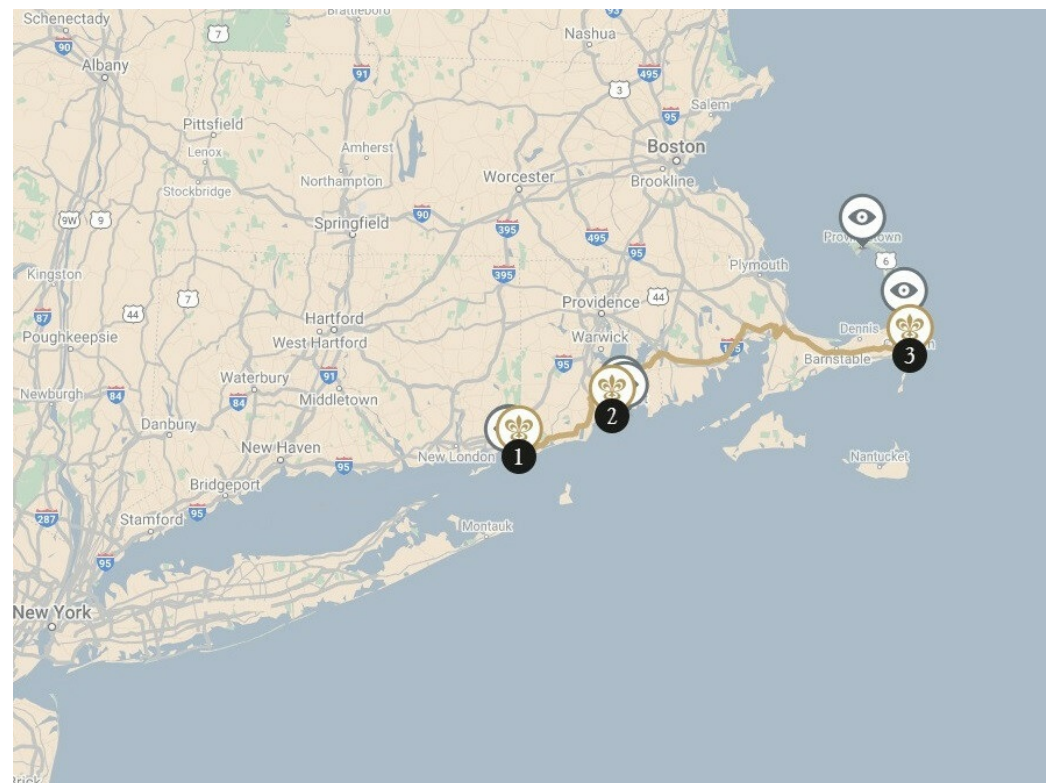 Schenectady
Brattleboro
Nashua
7
90
Albany
91
495
93
3
Salem
95
Pittsfield
Amherst
Boston
Lenox
Northampton
Worcester
Brookline
Stockbridge
9W
9
90
395
Springfield
495
95
Provincetown
6
Kingston
395
Plymouth
7
Providence
44
87
44
Hartford
Warwick
Dennis
Poughkeepsie
West Hartford
95
Barnstable
3
91
Waterbury
Newburgh
84
84
Middletown
2
Danbury
New Haven
New London
1
Nantucket
95
Bridgeport
287
Stamford
95
Montauk
95
New York